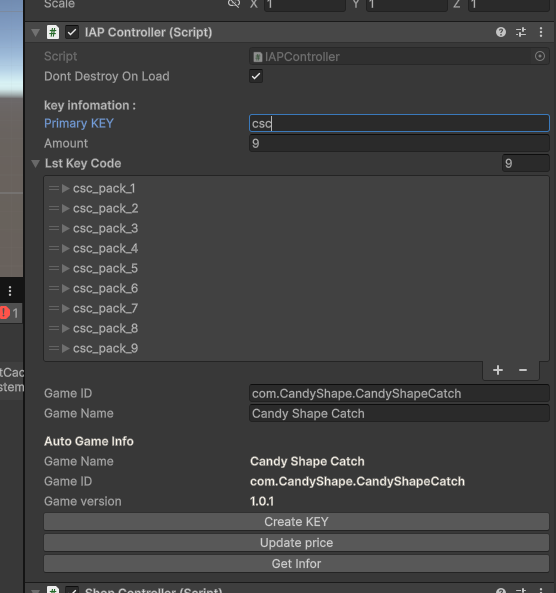 Scale X 1 Y 1 Z 1
# IAP Controller (Script)
Script # IAPController
Dont Destroy On Load
key infomation :
Primary KEY csc
Amount 9
Lst Key Code 9
csc_pack_1
csc_pack_2
csc_pack_3
csc_pack_4
csc_pack_5
csc_pack_6
csc_pack_7
csc_pack_8
csc_pack_9
1
tCac
stem
+ −
Game ID com.CandyShape.CandyShapeCatch
Game Name Candy Shape Catch
Auto Game Info
Game Name Candy Shape Catch
Game ID com.CandyShape.CandyShapeCatch
Game version 1.0.1
Create KEY
Update price
Get Infor
# Shop Controller (Script)